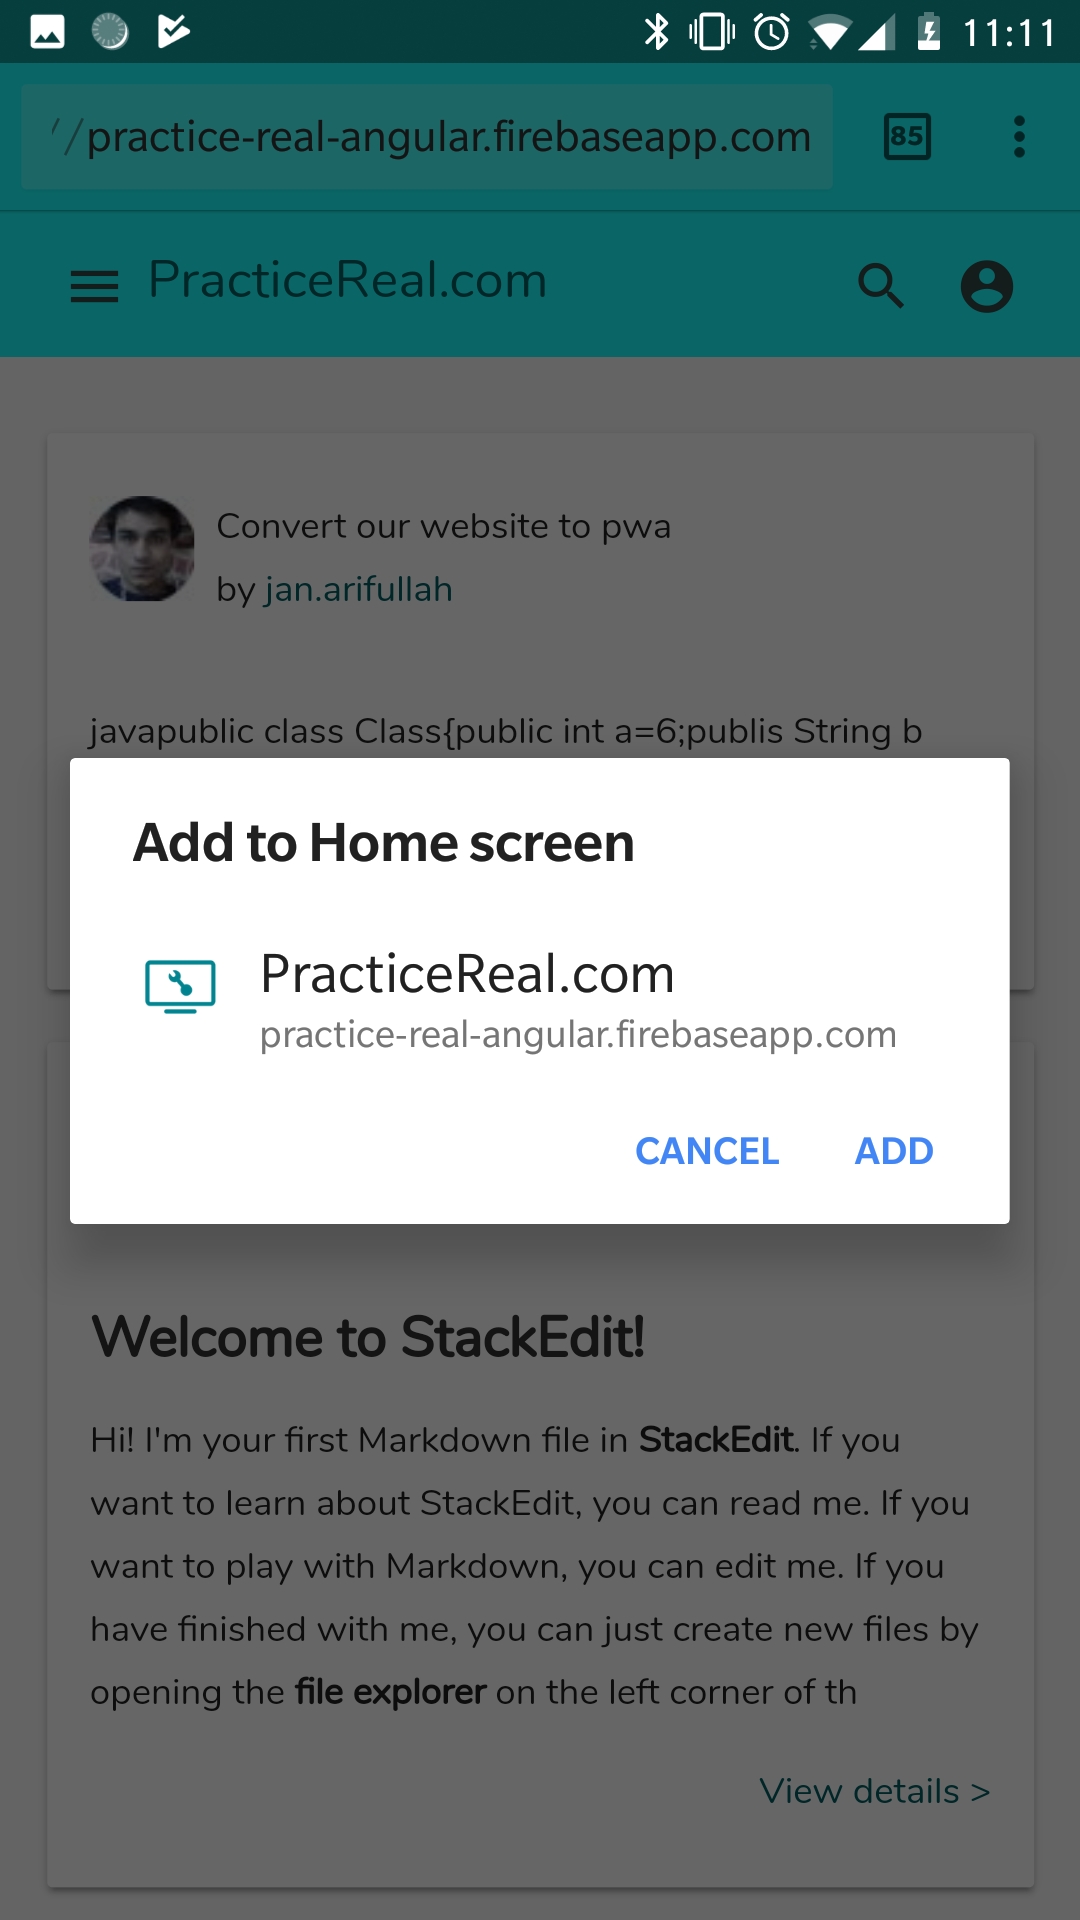 11:11
//practice-real-angular.firebaseapp.com
85
PracticeReal.com
Convert our website to pwa
by jan.arifullah
javapublic class Class{public int a=6;publis String b
Add to Home screen
PracticeReal.com
practice-real-angular.firebaseapp.com
CANCEL ADD
Welcome to StackEdit!
Hi! I'm your first Markdown file in StackEdit. If you
want to learn about StackEdit, you can read me. If you
want to play with Markdown, you can edit me. If you
have finished with me, you can just create new files by
opening the file explorer on the left corner of th
View details >